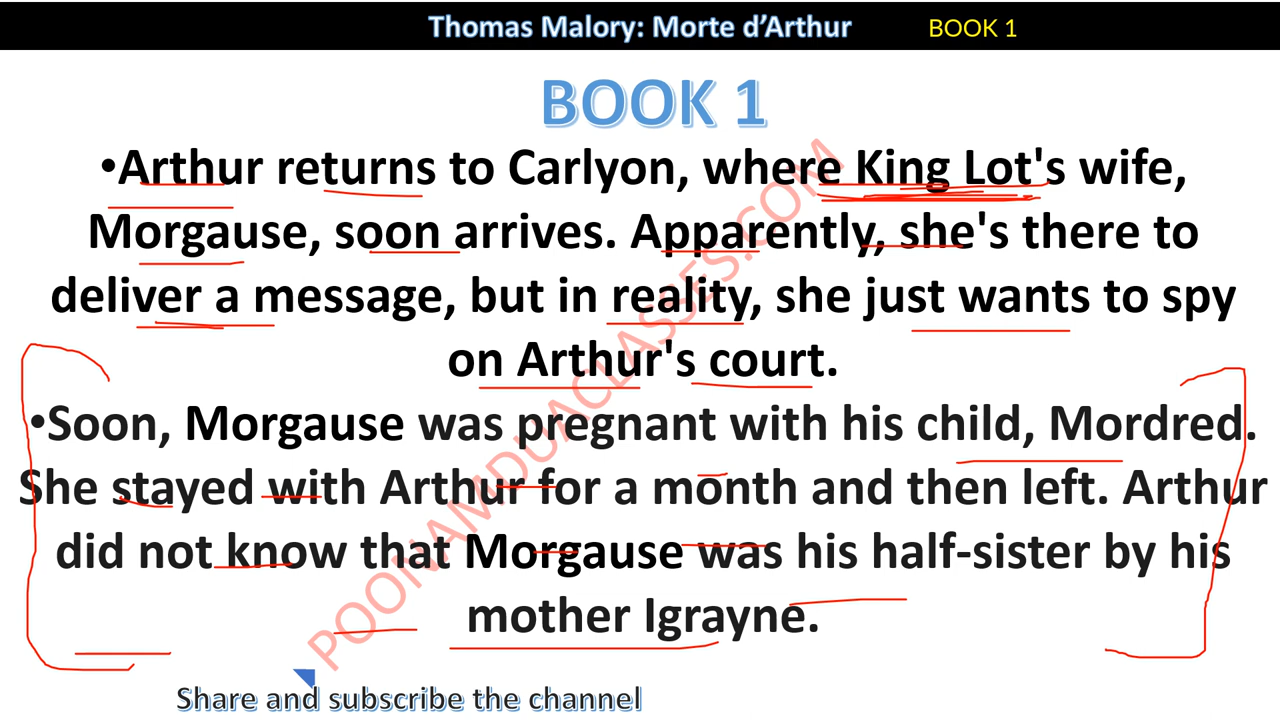 Thomas Malory: Morte d’Arthur BOOK 1
BOOK 1
•Arthur returns to Carlyon, where King Lot's wife,
Morgause, soon arrives. Apparently, she's there to
deliver a message, but in reality, she just wants to spy
on Arthur's court.
•Soon, Morgause was pregnant with his child, Mordred.
She stayed with Arthur for a month and then left. Arthur
did not know that Morgause was his half-sister by his
mother Igrayne.
POONAMDUACLASSES.COM
Share and subscribe the channel